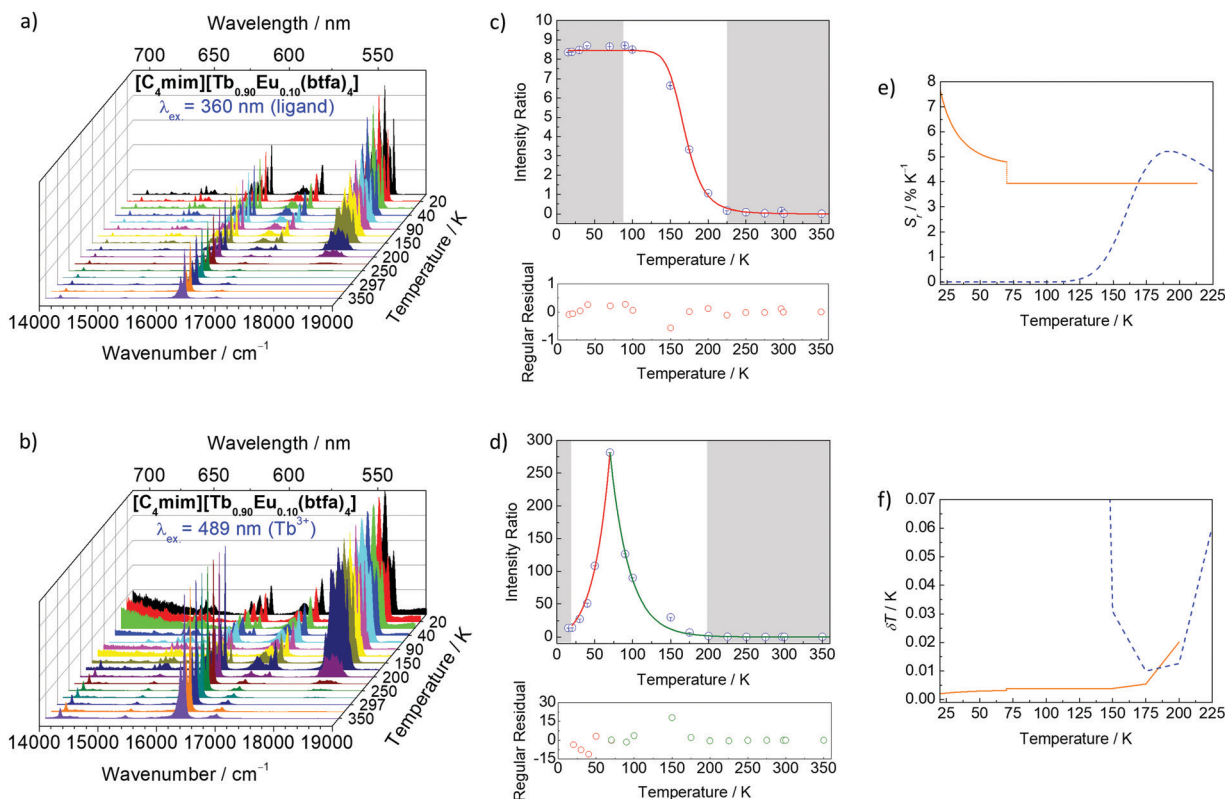 a)
Wavelength / nm
700 650 600 550
[C₄mim][Tb₀.₉₀Eu₀.₁₀(btfa)₄]
λex. = 360 nm (ligand)
20
40
90
150
200
250
297
350
Temperature / K
14000 15000 16000 17000 18000 19000
Wavenumber / cm⁻¹
b)
Wavelength / nm
700 650 600 550
[C₄mim][Tb₀.₉₀Eu₀.₁₀(btfa)₄]
λex. = 489 nm (Tb³⁺)
20
40
90
150
200
250
297
350
Temperature / K
14000 15000 16000 17000 18000 19000
Wavenumber / cm⁻¹
c)
Intensity Ratio
10
9
8
7
6
5
4
3
2
1
0
0 50 100 150 200 250 300 350
Temperature / K
Regular Residual
1
0
-1
0 50 100 150 200 250 300 350
Temperature / K
d)
Intensity Ratio
300
250
200
150
100
50
0
0 50 100 150 200 250 300 350
Temperature / K
Regular Residual
30
15
0
-15
0 50 100 150 200 250 300 350
Temperature / K
e)
Sr / % K⁻¹
8
7
6
5
4
3
2
1
0
25 50 75 100 125 150 175 200 225
Temperature / K
f)
δT / K
0.07
0.06
0.05
0.04
0.03
0.02
0.01
0.00
25 50 75 100 125 150 175 200 225
Temperature / K